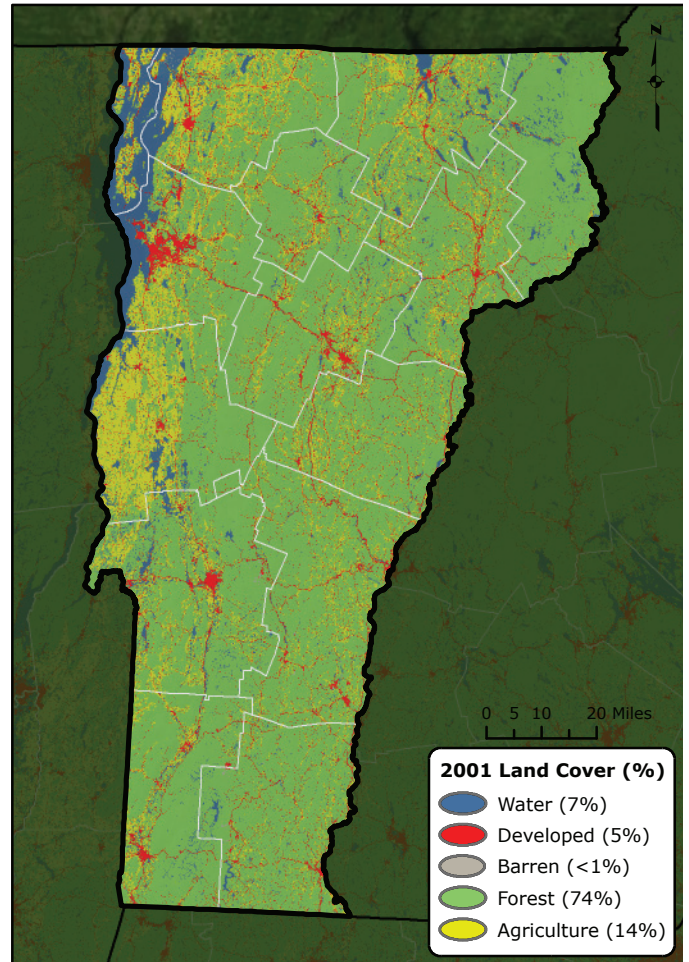 N
0 5 10 20 Miles
2001 Land Cover (%)
Water (7%)
Developed (5%)
Barren (<1%)
Forest (74%)
Agriculture (14%)